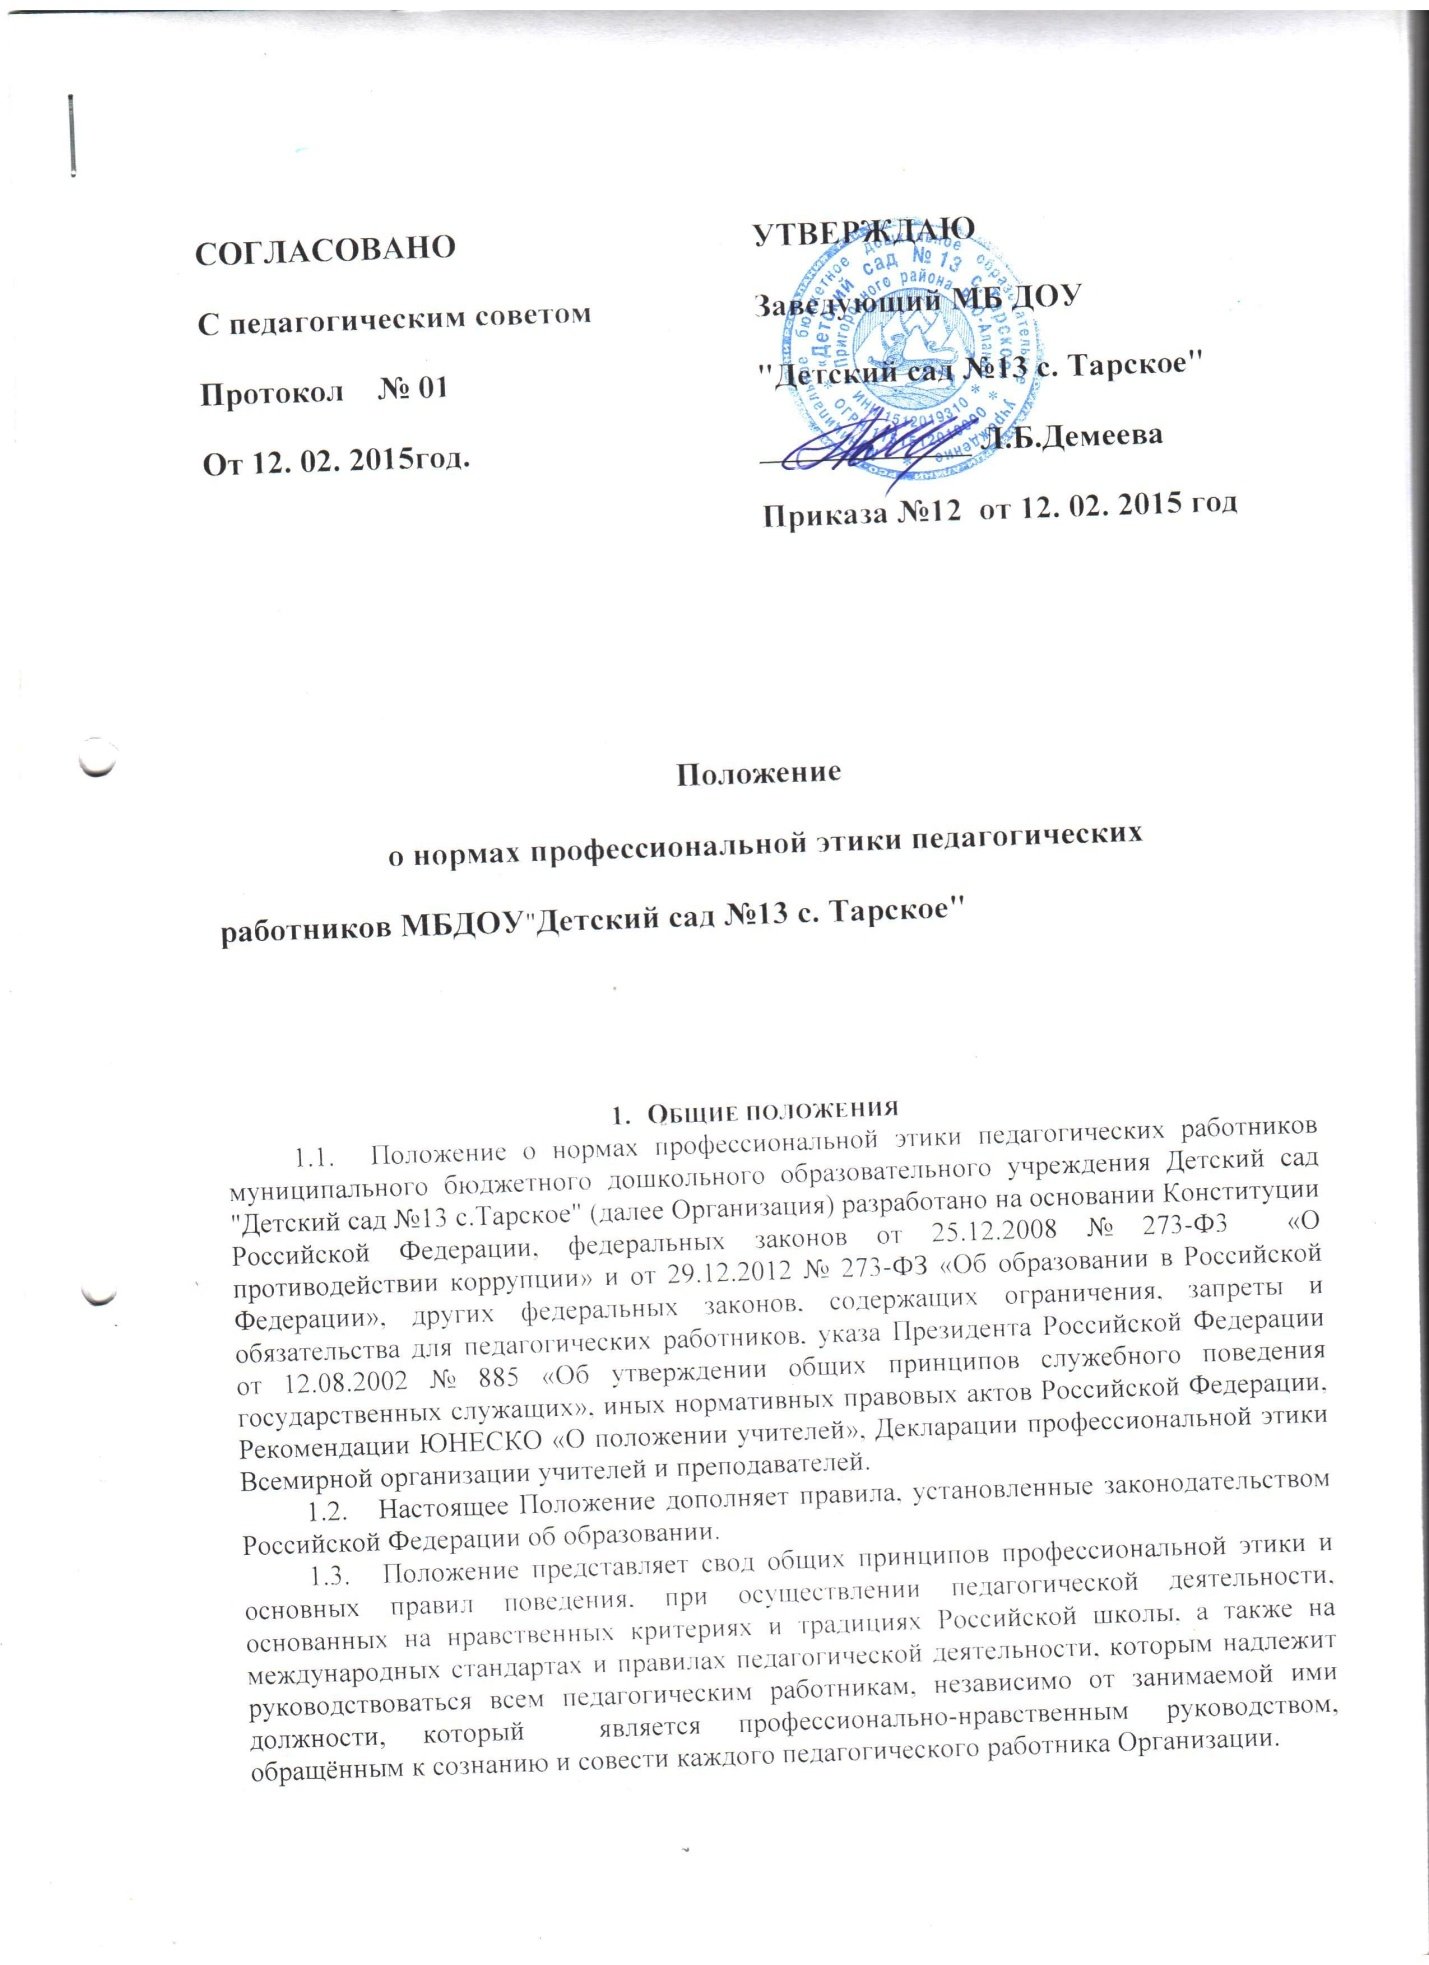 СОГЛАСОВАНО
С педагогическим советом
Протокол № 01
От 12. 02. 2015год.
УТВЕРЖДАЮ
Заведующий МБ ДОУ
"Детский сад №13 с. Тарское"
Л.Б.Демеева
Приказа №12 от 12. 02. 2015 год
«Детский сад № 13 с. Тарское»
Пригородного района
ИНН 1512019310
Положение
о нормах профессиональной этики педагогических
работников МБДОУ"Детский сад №13 с. Тарское"
1. ОБЩИЕ ПОЛОЖЕНИЯ
1.1. Положение о нормах профессиональной этики педагогических работников
муниципального бюджетного дошкольного образовательного учреждения Детский сад
"Детский сад №13 с.Тарское" (далее Организация) разработано на основании Конституции
Российской Федерации, федеральных законов от 25.12.2008 № 273-ФЗ «О
противодействии коррупции» и от 29.12.2012 № 273-ФЗ «Об образовании в Российской
Федерации», других федеральных законов, содержащих ограничения, запреты и
обязательства для педагогических работников, указа Президента Российской Федерации
от 12.08.2002 № 885 «Об утверждении общих принципов служебного поведения
государственных служащих», иных нормативных правовых актов Российской Федерации,
Рекомендации ЮНЕСКО «О положении учителей», Декларации профессиональной этики
Всемирной организации учителей и преподавателей.
1.2. Настоящее Положение дополняет правила, установленные законодательством
Российской Федерации об образовании.
1.3. Положение представляет свод общих принципов профессиональной этики и
основных правил поведения, при осуществлении педагогической деятельности,
основанных на нравственных критериях и традициях Российской школы, а также на
международных стандартах и правилах педагогической деятельности, которым надлежит
руководствоваться всем педагогическим работникам, независимо от занимаемой ими
должности, который является профессионально-нравственным руководством,
обращённым к сознанию и совести каждого педагогического работника Организации.